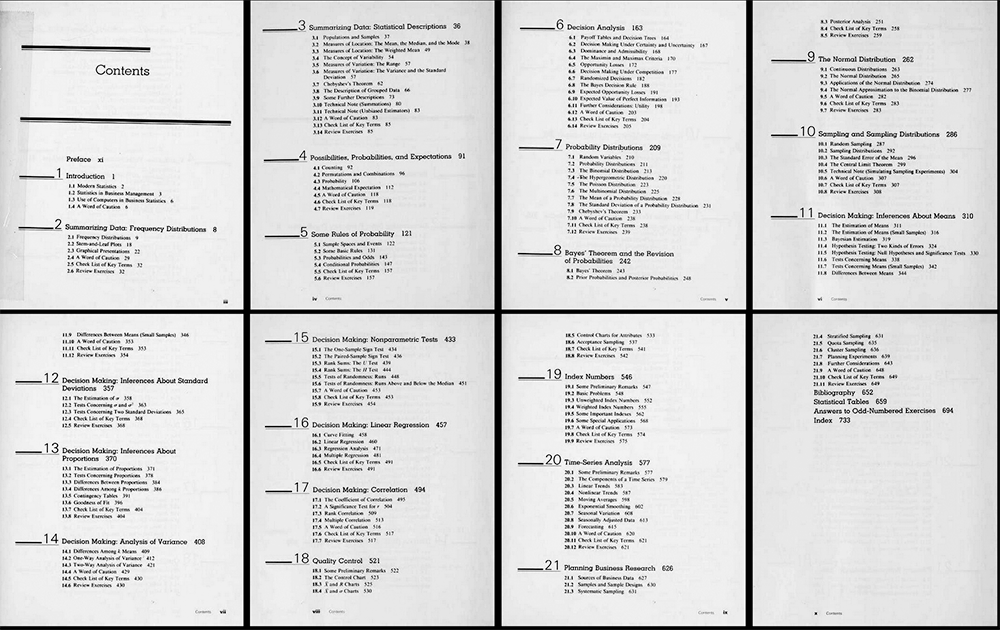 Contents
Preface xi
1 Introduction 1
1.1 Modern Statistics 2
1.2 Statistics in Business Management 3
1.3 Use of Computers in Business Statistics 6
1.4 A Word of Caution 6
2 Summarizing Data: Frequency Distributions 8
2.1 Frequency Distributions 9
2.2 Stem-and-Leaf Plots 18
2.3 Graphical Presentations 22
2.4 A Word of Caution 29
2.5 Check List of Key Terms 32
2.6 Review Exercises 32
iii
3 Summarizing Data: Statistical Descriptions 36
3.1 Populations and Samples 37
3.2 Measures of Location: The Mean, the Median, and the Mode 38
3.3 Measures of Location: The Weighted Mean 49
3.4 The Concept of Variability 54
3.5 Measures of Variation: The Range 57
3.6 Measures of Variation: The Variance and the Standard
Deviation 57
3.7 Chebyshev's Theorem 62
3.8 The Description of Grouped Data 66
3.9 Some Further Descriptions 73
3.10 Technical Note (Summations) 80
3.11 Technical Note (Unbiased Estimators) 83
3.12 A Word of Caution 83
3.13 Check List of Key Terms 85
3.14 Review Exercises 85
4 Possibilities, Probabilities, and Expectations 91
4.1 Counting 92
4.2 Permutations and Combinations 96
4.3 Probability 106
4.4 Mathematical Expectation 112
4.5 A Word of Caution 118
4.6 Check List of Key Terms 118
4.7 Review Exercises 119
5 Some Rules of Probability 121
5.1 Sample Spaces and Events 122
5.2 Some Basic Rules 131
5.3 Probabilities and Odds 143
5.4 Conditional Probabilities 147
5.5 Check List of Key Terms 157
5.6 Review Exercises 157
iv Contents
6 Decision Analysis 163
6.1 Payoff Tables and Decision Trees 164
6.2 Decision Making Under Certainty and Uncertainty 167
6.3 Dominance and Admissibility 168
6.4 The Maximin and Maximax Criteria 170
6.5 Opportunity Losses 172
6.6 Decision Making Under Competition 177
6.7 Randomized Decisions 182
6.8 The Bayes Decision Rule 188
6.9 Expected Opportunity Losses 191
6.10 Expected Value of Perfect Information 193
6.11 Further Considerations: Utility 198
6.12 A Word of Caution 203
6.13 Check List of Key Terms 204
6.14 Review Exercises 205
7 Probability Distributions 209
7.1 Random Variables 210
7.2 Probability Distributions 211
7.3 The Binomial Distribution 213
7.4 The Hypergeometric Distribution 220
7.5 The Poisson Distribution 223
7.6 The Multinomial Distribution 225
7.7 The Mean of a Probability Distribution 228
7.8 The Standard Deviation of a Probability Distribution 231
7.9 Chebyshev's Theorem 233
7.10 A Word of Caution 238
7.11 Check List of Key Terms 238
7.12 Review Exercises 239
8 Bayes' Theorem and the Revision
of Probabilities 242
8.1 Bayes' Theorem 243
8.2 Prior Probabilities and Posterior Probabilities 248
Contents v
8.3 Posterior Analysis 251
8.4 Check List of Key Terms 258
8.5 Review Exercises 259
9 The Normal Distribution 262
9.1 Continuous Distributions 263
9.2 The Normal Distribution 265
9.3 Applications of the Normal Distribution 274
9.4 The Normal Approximation to the Binomial Distribution 277
9.5 A Word of Caution 282
9.6 Check List of Key Terms 283
9.7 Review Exercises 283
10 Sampling and Sampling Distributions 286
10.1 Random Sampling 287
10.2 Sampling Distributions 292
10.3 The Standard Error of the Mean 296
10.4 The Central Limit Theorem 299
10.5 Technical Note (Simulating Sampling Experiments) 304
10.6 A Word of Caution 307
10.7 Check List of Key Terms 307
10.8 Review Exercises 308
11 Decision Making: Inferences About Means 310
11.1 The Estimation of Means 311
11.2 The Estimation of Means (Small Samples) 316
11.3 Bayesian Estimation 319
11.4 Hypothesis Testing: Two Kinds of Errors 324
11.5 Hypothesis Testing: Null Hypotheses and Significance Tests 330
11.6 Tests Concerning Means 338
11.7 Tests Concerning Means (Small Samples) 342
11.8 Differences Between Means 344
vi Contents
11.9 Differences Between Means (Small Samples) 346
11.10 A Word of Caution 353
11.11 Check List of Key Terms 353
11.12 Review Exercises 354
12 Decision Making: Inferences About Standard
Deviations 357
12.1 The Estimation of σ 358
12.2 Tests Concerning σ and σ² 363
12.3 Tests Concerning Two Standard Deviations 365
12.4 Check List of Key Terms 368
12.5 Review Exercises 368
13 Decision Making: Inferences About
Proportions 370
13.1 The Estimation of Proportions 371
13.2 Tests Concerning Proportions 378
13.3 Differences Between Proportions 384
13.4 Differences Among k Proportions 386
13.5 Contingency Tables 391
13.6 Goodness of Fit 396
13.7 Check List of Key Terms 404
13.8 Review Exercises 404
14 Decision Making: Analysis of Variance 408
14.1 Differences Among k Means 409
14.2 One-Way Analysis of Variance 412
14.3 Two-Way Analysis of Variance 421
14.4 A Word of Caution 429
14.5 Check List of Key Terms 430
14.6 Review Exercises 430
Contents vii
15 Decision Making: Nonparametric Tests 433
15.1 The One-Sample Sign Test 434
15.2 The Paired-Sample Sign Test 436
15.3 Rank Sums: The U Test 439
15.4 Rank Sums: The H Test 444
15.5 Tests of Randomness: Runs 448
15.6 Tests of Randomness: Runs Above and Below the Median 451
15.7 A Word of Caution 453
15.8 Check List of Key Terms 453
15.9 Review Exercises 454
16 Decision Making: Linear Regression 457
16.1 Curve Fitting 458
16.2 Linear Regression 460
16.3 Regression Analysis 471
16.4 Multiple Regression 481
16.5 Check List of Key Terms 491
16.6 Review Exercises 491
17 Decision Making: Correlation 494
17.1 The Coefficient of Correlation 495
17.2 A Significance Test for r 504
17.3 Rank Correlation 509
17.4 Multiple Correlation 513
17.5 A Word of Caution 516
17.6 Check List of Key Terms 517
17.7 Review Exercises 517
18 Quality Control 521
18.1 Some Preliminary Remarks 522
18.2 The Control Chart 523
18.3 X̄ and R Charts 525
18.4 X̄ and σ Charts 530
viii Contents
18.5 Control Charts for Attributes 533
18.6 Acceptance Sampling 537
18.7 Check List of Key Terms 541
18.8 Review Exercises 542
19 Index Numbers 546
19.1 Some Preliminary Remarks 547
19.2 Basic Problems 548
19.3 Unweighted Index Numbers 552
19.4 Weighted Index Numbers 555
19.5 Some Important Indexes 562
19.6 Some Special Applications 568
19.7 A Word of Caution 573
19.8 Check List of Key Terms 574
19.9 Review Exercises 575
20 Time-Series Analysis 577
20.1 Some Preliminary Remarks 577
20.2 The Components of a Time Series 579
20.3 Linear Trends 583
20.4 Nonlinear Trends 587
20.5 Moving Averages 598
20.6 Exponential Smoothing 602
20.7 Seasonal Variation 608
20.8 Seasonally Adjusted Data 613
20.9 Forecasting 615
20.10 A Word of Caution 620
20.11 Check List of Key Terms 621
20.12 Review Exercises 621
21 Planning Business Research 626
21.1 Sources of Business Data 627
21.2 Samples and Sample Designs 630
21.3 Systematic Sampling 631
Contents ix
21.4 Stratified Sampling 631
21.5 Quota Sampling 635
21.6 Cluster Sampling 636
21.7 Planning Experiments 639
21.8 Further Considerations 643
21.9 A Word of Caution 648
21.10 Check List of Key Terms 649
21.11 Review Exercises 649
Bibliography 652
Statistical Tables 659
Answers to Odd-Numbered Exercises 694
Index 733
x Contents